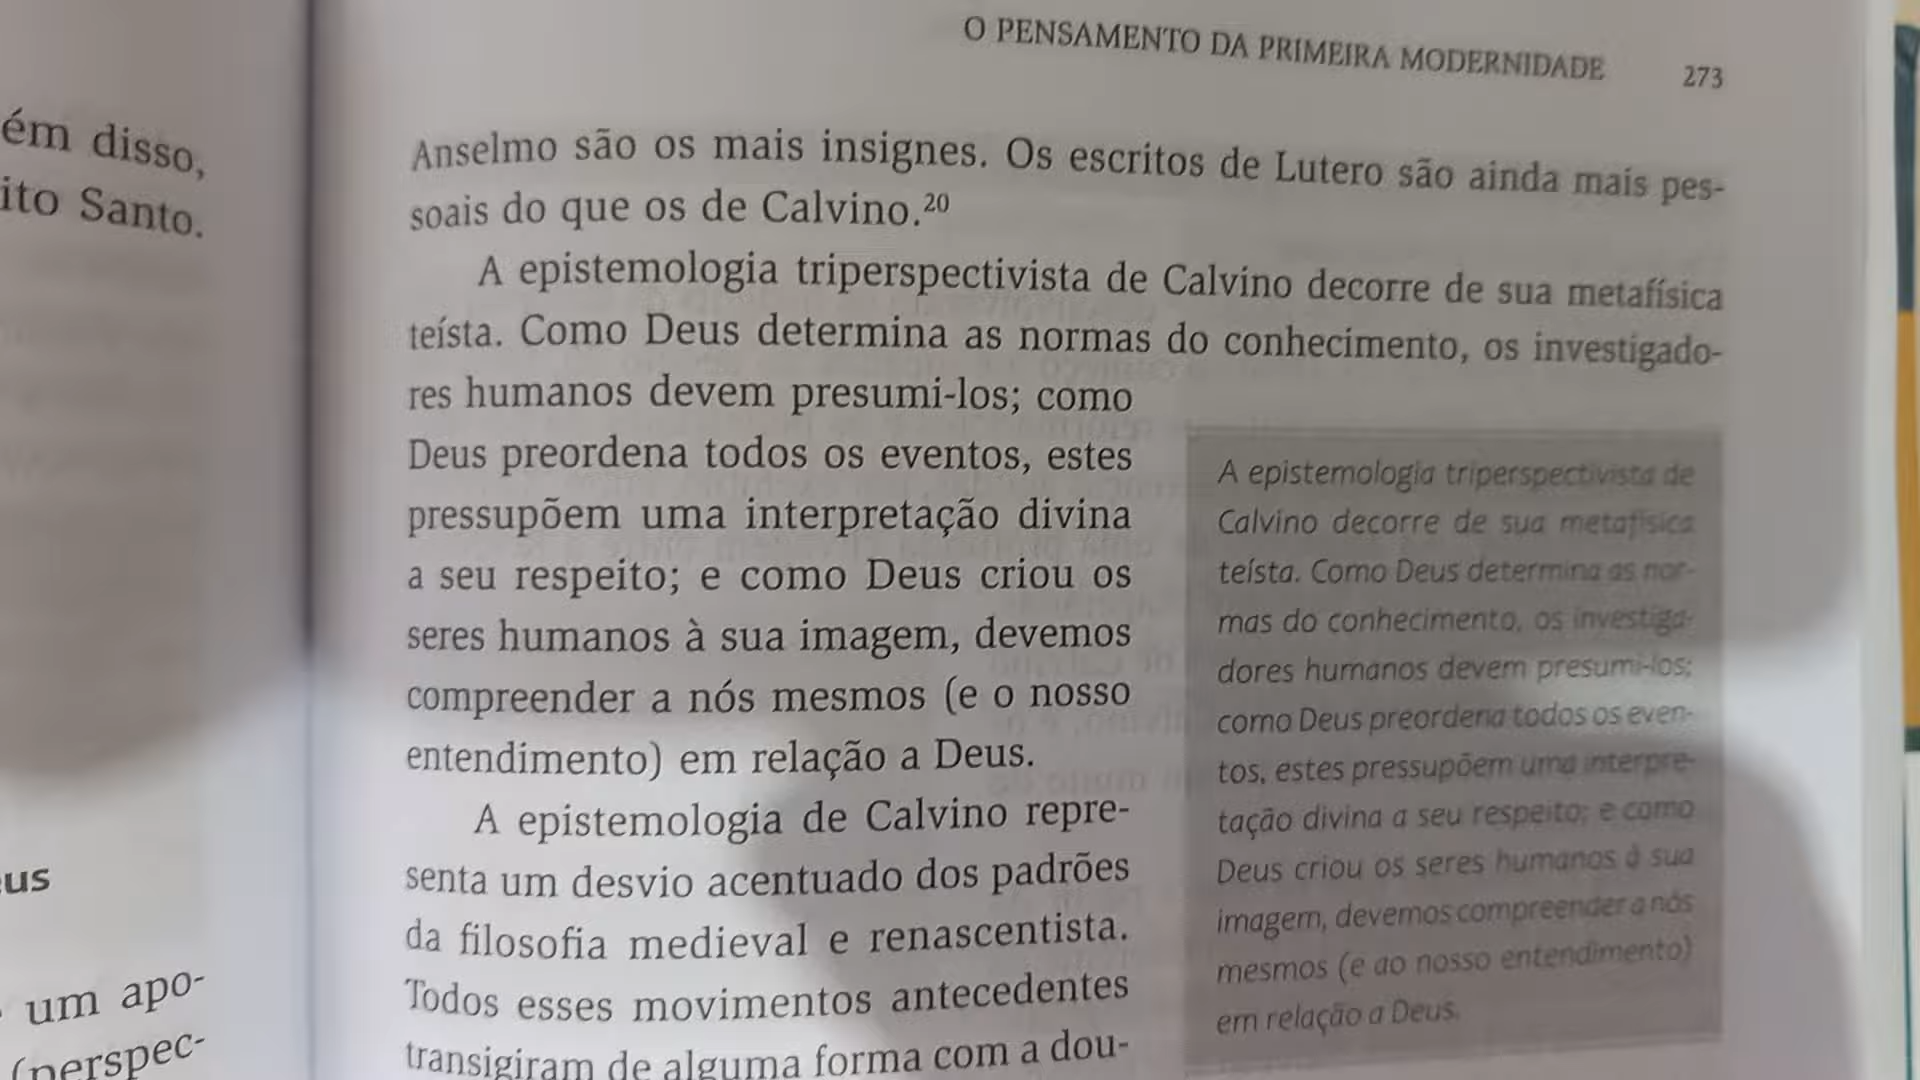 ém disso,
ito Santo.
us
um apo-
(perspec-
O PENSAMENTO DA PRIMEIRA MODERNIDADE 273
Anselmo são os mais insignes. Os escritos de Lutero são ainda mais pes-
soais do que os de Calvino.²⁰
A epistemologia triperspectivista de Calvino decorre de sua metafísica
teísta. Como Deus determina as normas do conhecimento, os investigado-
res humanos devem presumi-los; como
Deus preordena todos os eventos, estes
pressupõem uma interpretação divina
a seu respeito; e como Deus criou os
seres humanos à sua imagem, devemos
compreender a nós mesmos (e o nosso
entendimento) em relação a Deus.
A epistemologia de Calvino repre-
senta um desvio acentuado dos padrões
da filosofia medieval e renascentista.
Todos esses movimentos antecedentes
transigiram de alguma forma com a dou-
A epistemologia triperspectivista de
Calvino decorre de sua metafísica
teísta. Como Deus determina as nor-
mas do conhecimento, os investiga-
dores humanos devem presumi-los;
como Deus preordena todos os even-
tos, estes pressupõem uma interpre-
tação divina a seu respeito; e como
Deus criou os seres humanos à sua
imagem, devemos compreender a nós
mesmos (e ao nosso entendimento)
em relação a Deus.